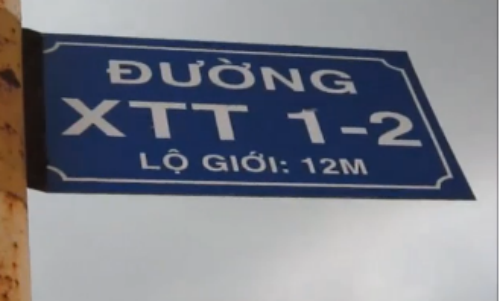 ĐƯỜNG
XTT 1-2
LỘ GIỚI: 12M